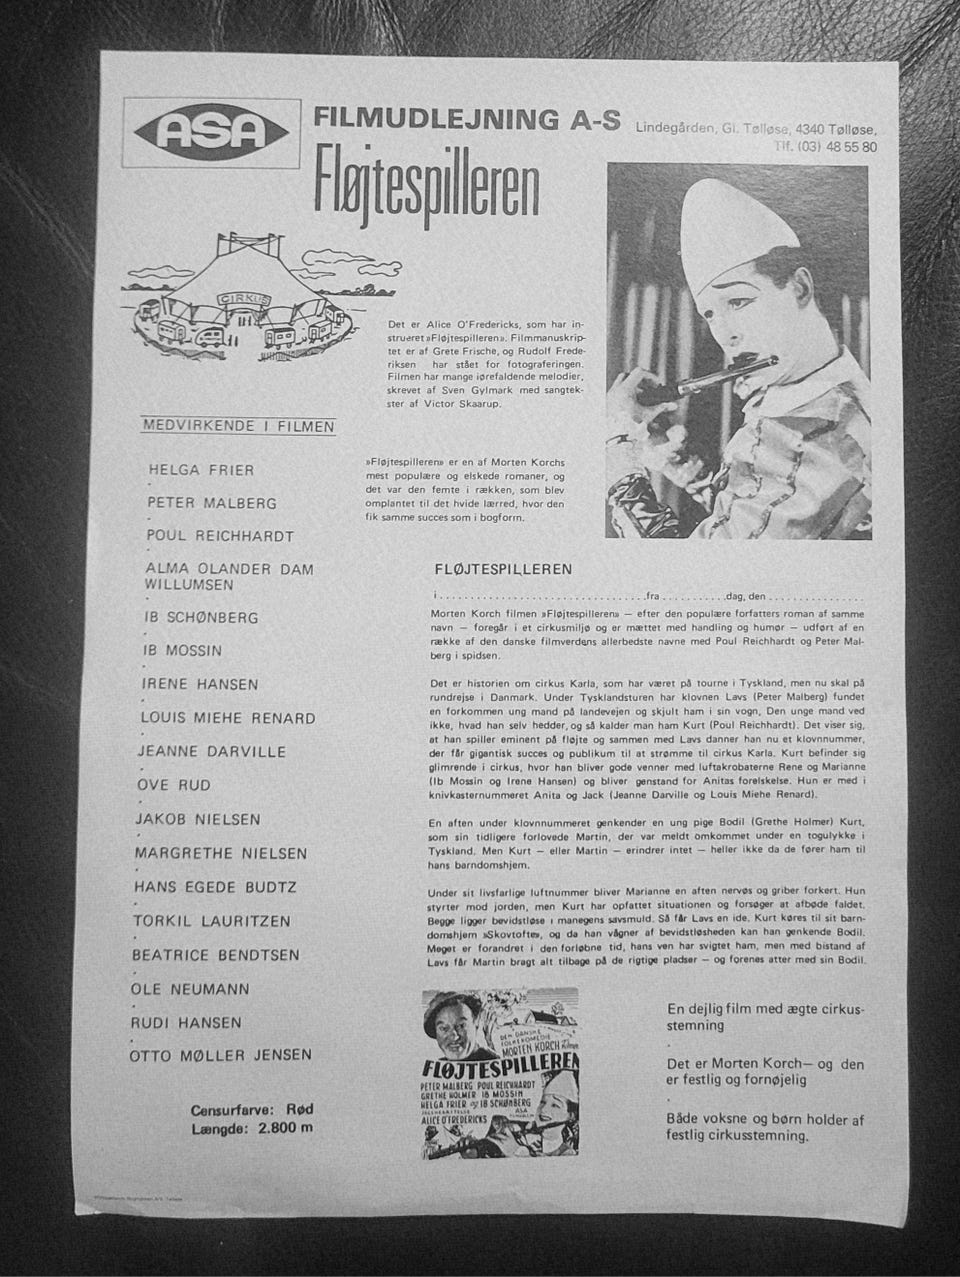 ASA
FILMUDLEJNING A-S
Lindegården, Gl. Tølløse, 4340 Tølløse,
Tlf. (03) 48 55 80
Fløjtespilleren
CIRKUS
Det er Alice O'Fredericks, som har in-
strueret »Fløjtespilleren». Filmmanuskrip-
tet er af Grete Frische, og Rudolf Frede-
riksen har stået for fotograferingen.
Filmen har mange iørefaldende melodier,
skrevet af Sven Gylmark med sangtek-
ster af Victor Skaarup.
»Fløjtespilleren» er en af Morten Korchs
mest populære og elskede romaner, og
det var den femte i rækken, som blev
omplantet til det hvide lærred, hvor den
fik samme succes som i bogform.
MEDVIRKENDE I FILMEN
HELGA FRIER
PETER MALBERG
POUL REICHHARDT
ALMA OLANDER DAM
WILLUMSEN
IB SCHØNBERG
IB MOSSIN
IRENE HANSEN
LOUIS MIEHE RENARD
JEANNE DARVILLE
OVE RUD
JAKOB NIELSEN
MARGRETHE NIELSEN
HANS EGEDE BUDTZ
TORKIL LAURITZEN
BEATRICE BENDTSEN
OLE NEUMANN
RUDI HANSEN
OTTO MØLLER JENSEN
Censurfarve: Rød
Længde: 2.800 m
FLØJTESPILLEREN
i.................................fra...........dag, den................
Morten Korch filmen »Fløjtespilleren» — efter den populære forfatters roman af samme
navn — foregår i et cirkusmiljø og er mættet med handling og humør — udført af en
række af den danske filmverdens allerbedste navne med Poul Reichhardt og Peter Mal-
berg i spidsen.
Det er historien om cirkus Karla, som har været på tourne i Tyskland, men nu skal på
rundrejse i Danmark. Under Tysklandsturen har klovnen Lavs (Peter Malberg) fundet
en forkommen ung mand på landevejen og skjult ham i sin vogn, Den unge mand ved
ikke, hvad han selv hedder, og så kalder man ham Kurt (Poul Reichhardt). Det viser sig,
at han spiller eminent på fløjte og sammen med Lavs danner han nu et klovnnummer,
der får gigantisk succes og publikum til at strømme til cirkus Karla. Kurt befinder sig
glimrende i cirkus, hvor han bliver gode venner med luftakrobaterne Rene og Marianne
(Ib Mossin og Irene Hansen) og bliver genstand for Anitas forelskelse. Hun er med i
knivkasternummeret Anita og Jack (Jeanne Darville og Louis Miehe Renard).
En aften under klovnnummeret genkender en ung pige Bodil (Grethe Holmer) Kurt,
som sin tidligere forlovede Martin, der var meldt omkommet under en togulykke i
Tyskland. Men Kurt — eller Martin — erindrer intet — heller ikke da de fører ham til
hans barndomshjem.
Under sit livsfarlige luftnummer bliver Marianne en aften nervøs og griber forkert. Hun
styrter mod jorden, men Kurt har opfattet situationen og forsøger at afbøde faldet.
Begge ligger bevidstløse i manegens savsmuld. Så får Lavs en ide. Kurt køres til sit barn-
domshjem »Skovtofte», og da han vågner af bevidstløsheden kan han genkende Bodil.
Meget er forandret i den forløbne tid, hans ven har svigtet ham, men med bistand af
Lavs får Martin bragt alt tilbage på de rigtige pladser — og forenes atter med sin Bodil.
DEN DANSKE
FOLKEKOMEDIE
MORTEN KORCH Filmen
FLØJTESPILLEREN
PETER MALBERG POUL REICHHARDT
GRETHE HOLMER IB MOSSIN
HELGA FRIER og IB SCHØNBERG
ASA
ALICE O'FREDERICKS
En dejlig film med ægte cirkus-
stemning
Det er Morten Korch— og den
er festlig og fornøjelig
Både voksne og børn holder af
festlig cirkusstemning.